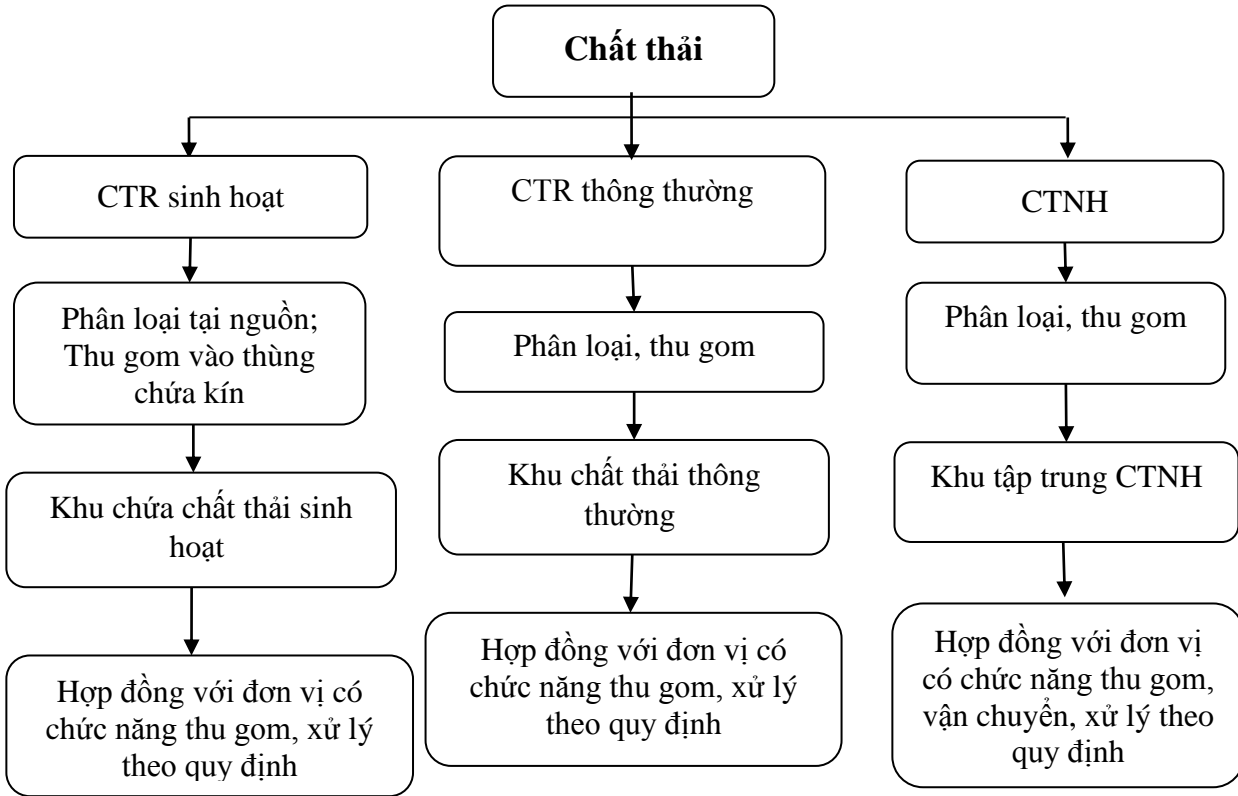 Chất thải
CTR sinh hoạt
CTR thông thường
CTNH
Phân loại tại nguồn;
Thu gom vào thùng
chứa kín
Phân loại, thu gom
Phân loại, thu gom
Khu chứa chất thải sinh
hoạt
Khu chất thải thông
thường
Khu tập trung CTNH
Hợp đồng với đơn vị có
chức năng thu gom, xử lý
theo quy định
Hợp đồng với đơn vị có
chức năng thu gom, xử lý
theo quy định
Hợp đồng với đơn vị
có chức năng thu gom,
vận chuyển, xử lý theo
quy định